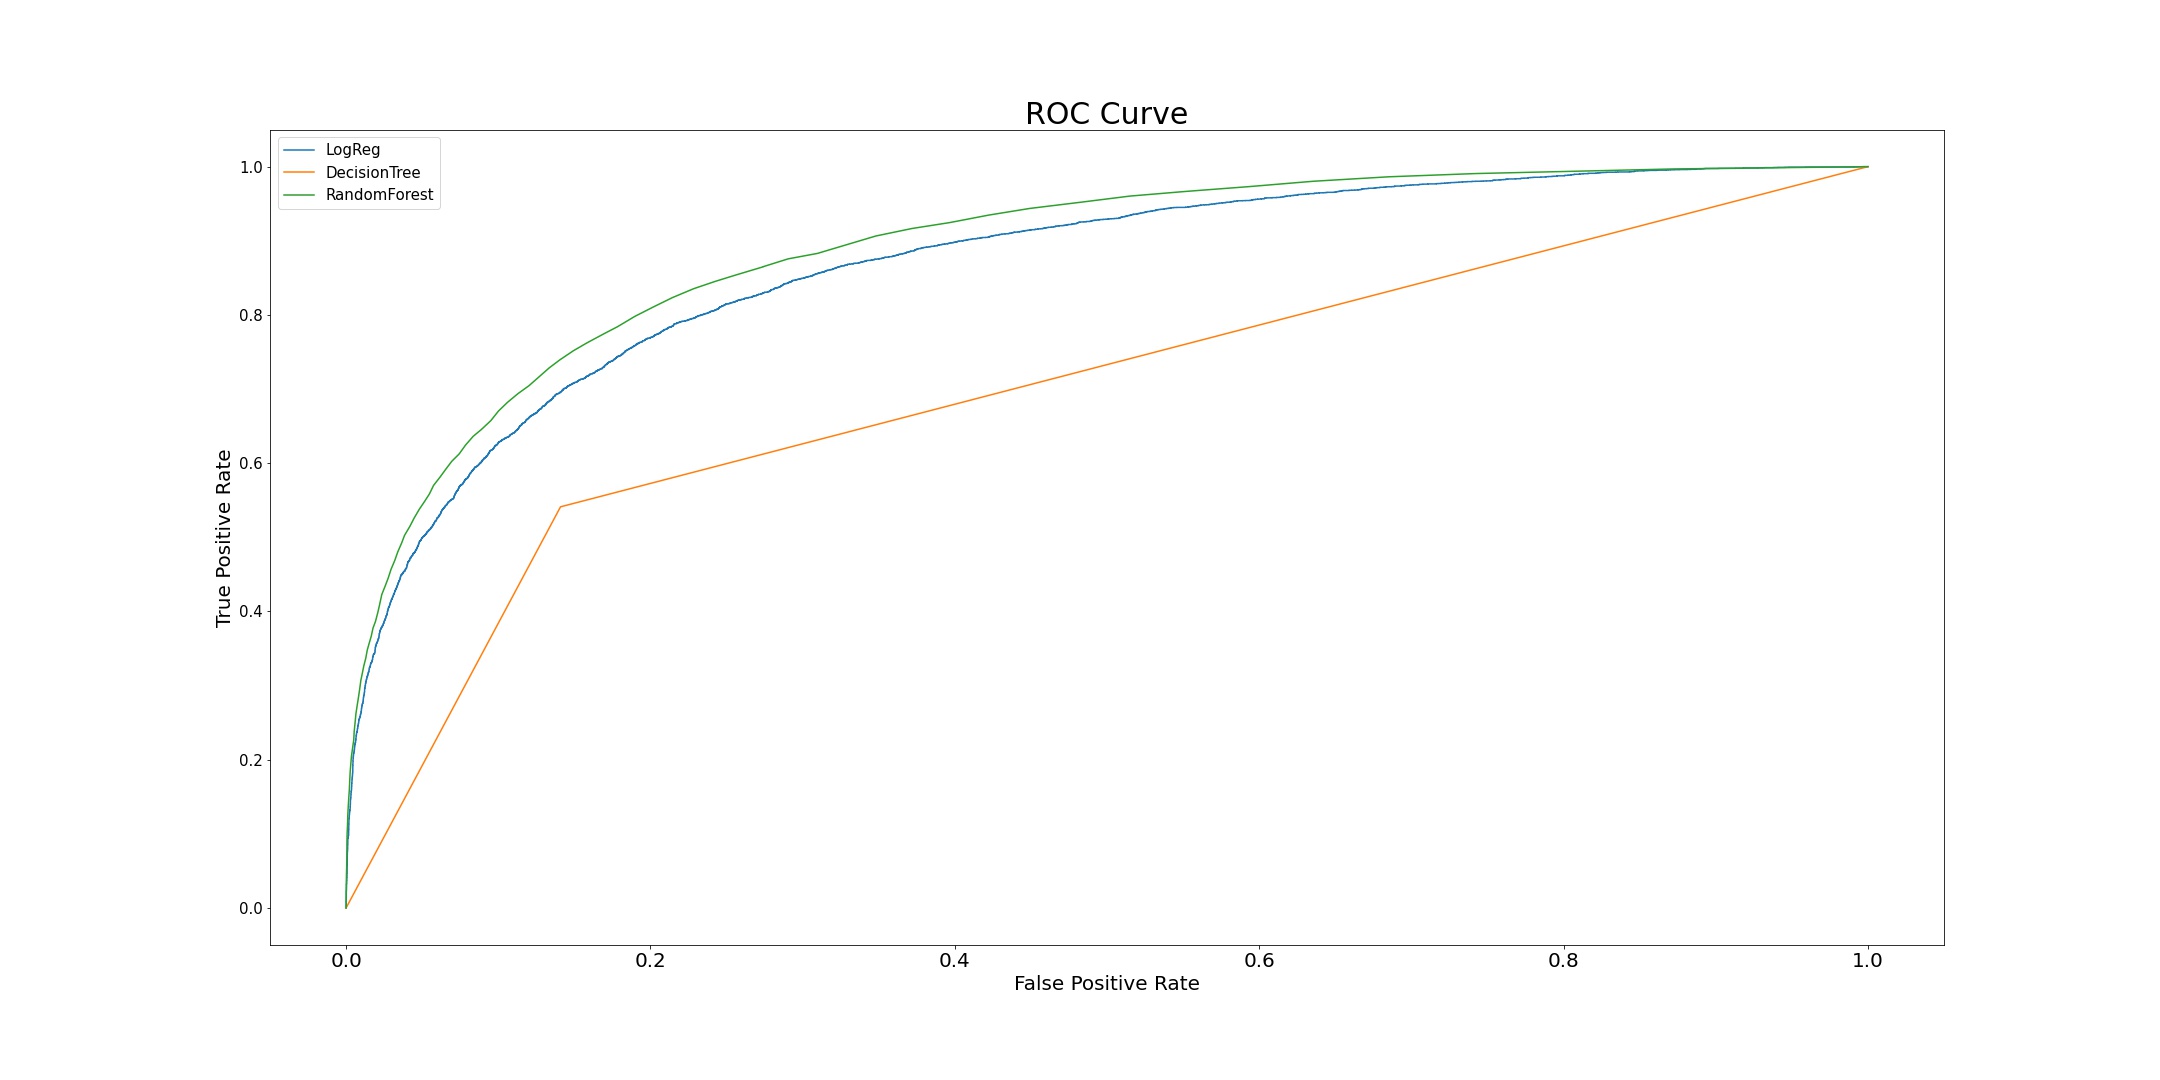 ROC Curve
LogReg
DecisionTree
RandomForest
1.0
0.8
0.6
0.4
0.2
0.0
True Positive Rate
0.0 0.2 0.4 0.6 0.8 1.0
False Positive Rate